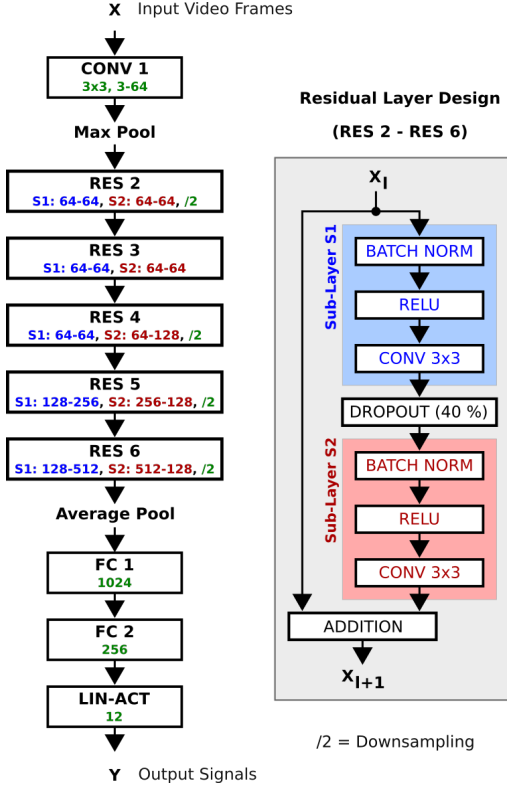 X Input Video Frames
CONV 1
3x3, 3-64
Max Pool
RES 2
S1: 64-64, S2: 64-64, /2
RES 3
S1: 64-64, S2: 64-64
RES 4
S1: 64-64, S2: 64-128, /2
RES 5
S1: 128-256, S2: 256-128, /2
RES 6
S1: 128-512, S2: 512-128, /2
Average Pool
FC 1
1024
FC 2
256
LIN-ACT
12
Y Output Signals
Residual Layer Design
(RES 2 - RES 6)
Xl
Sub-Layer S1
BATCH NORM
RELU
CONV 3x3
DROPOUT (40 %)
Sub-Layer S2
BATCH NORM
RELU
CONV 3x3
ADDITION
Xl+1
/2 = Downsampling